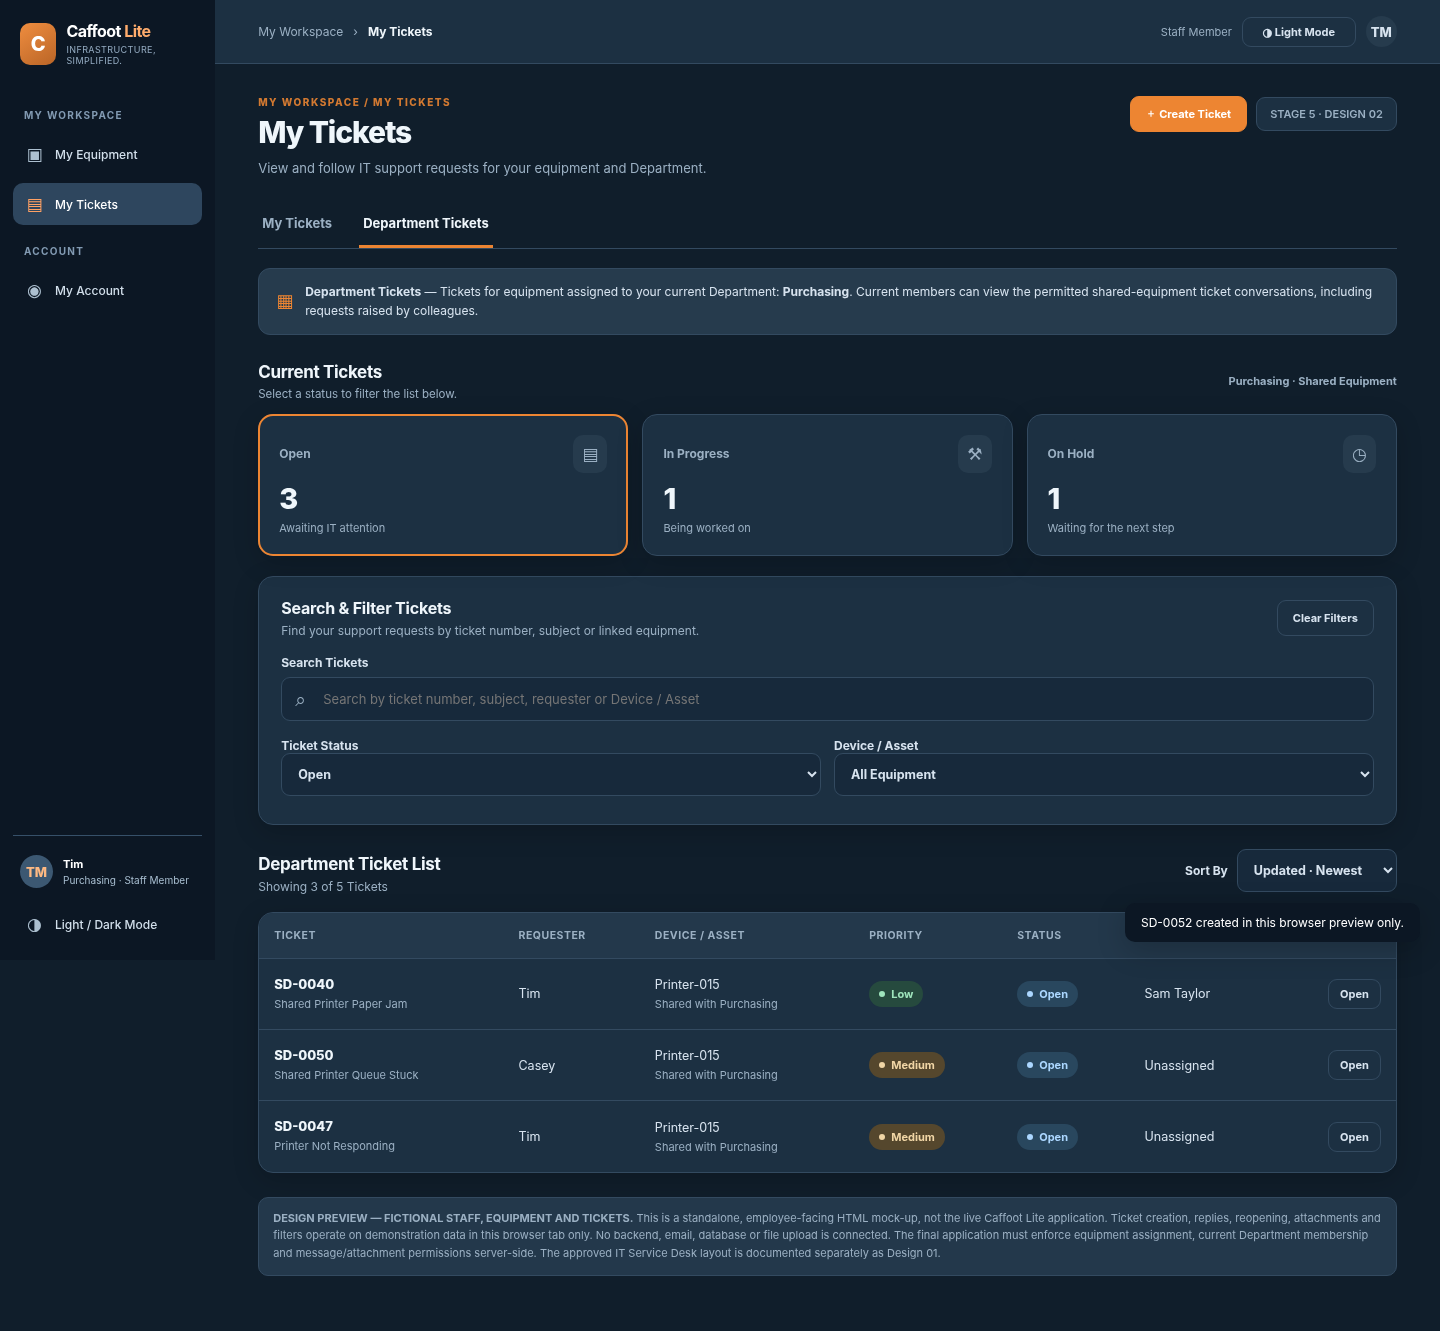 C
Caffoot Lite
INFRASTRUCTURE,
SIMPLIFIED.
MY WORKSPACE
My Equipment
My Tickets
ACCOUNT
My Account
TM
Tim
Purchasing · Staff Member
Light / Dark Mode
My Workspace › My Tickets
Staff Member
Light Mode
TM
MY WORKSPACE / MY TICKETS
My Tickets
View and follow IT support requests for your equipment and Department.
+ Create Ticket
STAGE 5 · DESIGN 02
My Tickets
Department Tickets
Department Tickets — Tickets for equipment assigned to your current Department: Purchasing. Current members can view the permitted shared-equipment ticket conversations, including
requests raised by colleagues.
Current Tickets
Select a status to filter the list below.
Purchasing · Shared Equipment
Open
3
Awaiting IT attention
In Progress
1
Being worked on
On Hold
1
Waiting for the next step
Search & Filter Tickets
Find your support requests by ticket number, subject or linked equipment.
Clear Filters
Search Tickets
Search by ticket number, subject, requester or Device / Asset
Ticket Status
Open
Device / Asset
All Equipment
Department Ticket List
Showing 3 of 5 Tickets
Sort By
Updated · Newest
SD-0052 created in this browser preview only.
TICKET REQUESTER DEVICE / ASSET PRIORITY STATUS
SD-0040
Shared Printer Paper Jam
Tim
Printer-015
Shared with Purchasing
Low
Open
Sam Taylor
Open
SD-0050
Shared Printer Queue Stuck
Casey
Printer-015
Shared with Purchasing
Medium
Open
Unassigned
Open
SD-0047
Printer Not Responding
Tim
Printer-015
Shared with Purchasing
Medium
Open
Unassigned
Open
DESIGN PREVIEW — FICTIONAL STAFF, EQUIPMENT AND TICKETS. This is a standalone, employee-facing HTML mock-up, not the live Caffoot Lite application. Ticket creation, replies, reopening, attachments and
filters operate on demonstration data in this browser tab only. No backend, email, database or file upload is connected. The final application must enforce equipment assignment, current Department membership
and message/attachment permissions server-side. The approved IT Service Desk layout is documented separately as Design 01.